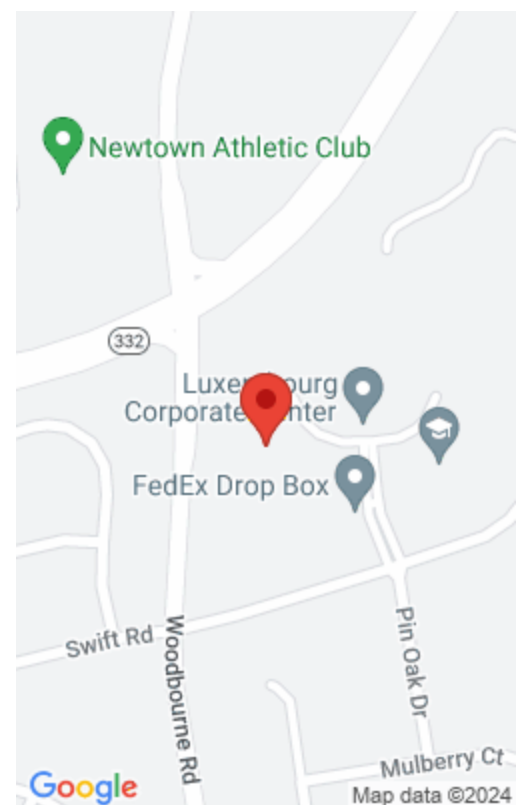 Newtown Athletic Club
332
Luxembourg
Corporate Center
FedEx Drop Box
Swift Rd
Woodbourne Rd
Pin Oak Dr
Mulberry Ct
Google
Map data ©2024